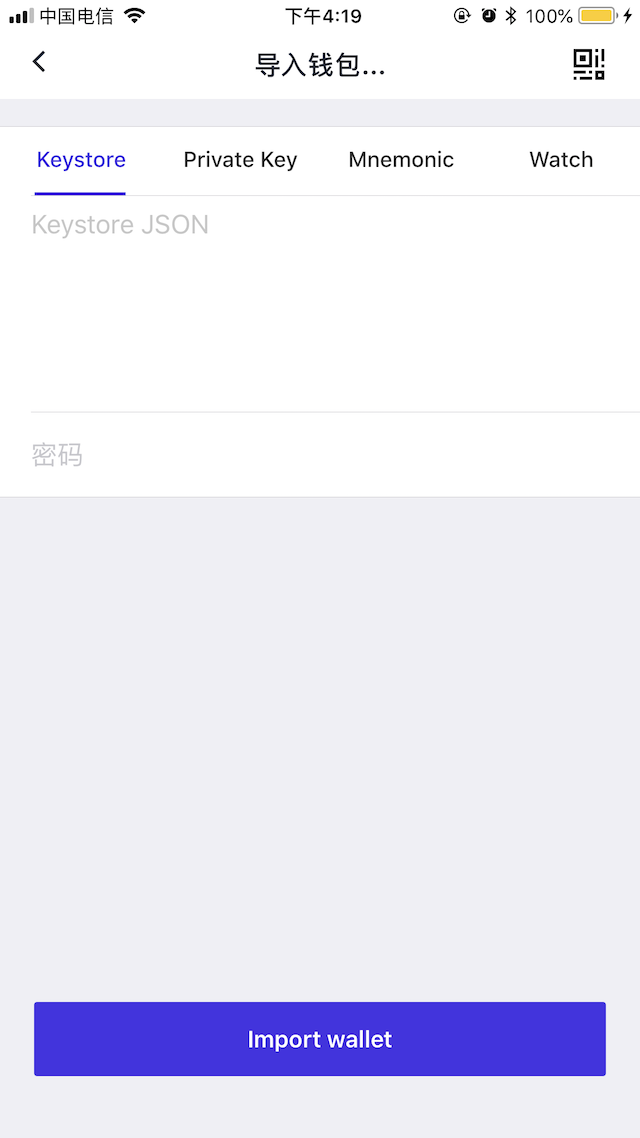 中国电信 下午4:19 100%
导入钱包...
Keystore Private Key Mnemonic Watch
Keystore JSON
密码
Import wallet